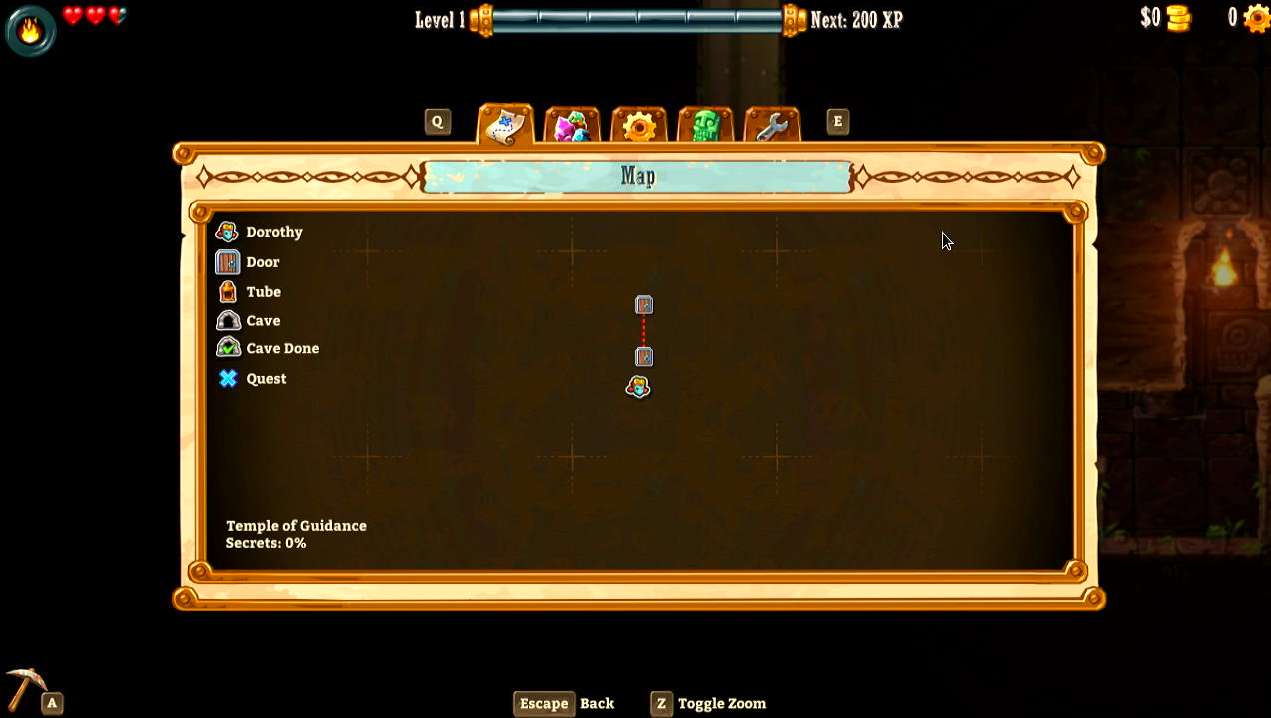 Level 1
Next: 200 XP
$0
0
Q
E
Map
Dorothy
Door
Tube
Cave
Cave Done
Quest
Temple of Guidance
Secrets: 0%
A
Escape Back
Z Toggle Zoom